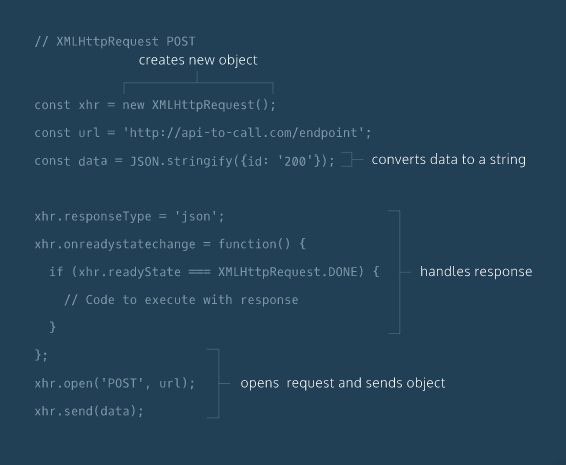 // XMLHttpRequest POST
creates new object
const xhr = new XMLHttpRequest();
const url = 'http://api-to-call.com/endpoint';
const data = JSON.stringify({id: '200'});
converts data to a string
xhr.responseType = 'json';
xhr.onreadystatechange = function() {
if (xhr.readyState === XMLHttpRequest.DONE) {
handles response
// Code to execute with response
}
};
xhr.open('POST', url);
opens request and sends object
xhr.send(data);